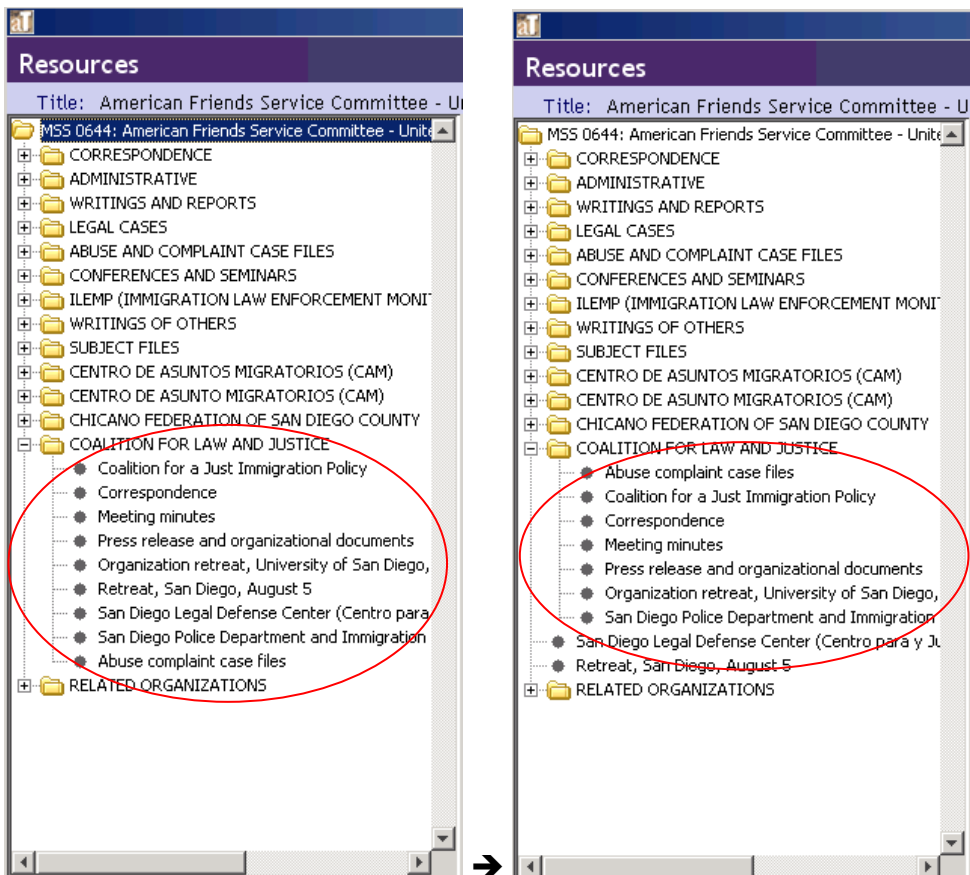 aT
Resources
Title: American Friends Service Committee -
MSS 0644: American Friends Service Committee -
CORRESPONDENCE
ADMINISTRATIVE
WRITINGS AND REPORTS
LEGAL CASES
ABUSE AND COMPLAINT CASE FILES
CONFERENCES AND SEMINARS
ILEMP (IMMIGRATION LAW ENFORCEMENT
WRITINGS OF OTHERS
SUBJECT FILES
CENTRO DE ASUNTOS MIGRATORIOS (CAM)
CENTRO DE ASUNTO MIGRATORIOS (CAM)
CHICANO FEDERATION OF SAN DIEGO COUNTY
COALITION FOR LAW AND JUSTICE
Coalition for a Just Immigration Policy
Correspondence
Meeting minutes
Press release and organizational documents
Organization retreat, University of San Diego,
Retreat, San Diego, August 5
San Diego Legal Defense Center (Centro para
San Diego Police Department and Immigration
Abuse complaint case files
RELATED ORGANIZATIONS
➔
aT
Resources
Title: American Friends Service Committee -
MSS 0644: American Friends Service Committee -
CORRESPONDENCE
ADMINISTRATIVE
WRITINGS AND REPORTS
LEGAL CASES
ABUSE AND COMPLAINT CASE FILES
CONFERENCES AND SEMINARS
ILEMP (IMMIGRATION LAW ENFORCEMENT
WRITINGS OF OTHERS
SUBJECT FILES
CENTRO DE ASUNTOS MIGRATORIOS (CAM)
CENTRO DE ASUNTO MIGRATORIOS (CAM)
CHICANO FEDERATION OF SAN DIEGO COUNTY
COALITION FOR LAW AND JUSTICE
Abuse complaint case files
Coalition for a Just Immigration Policy
Correspondence
Meeting minutes
Press release and organizational documents
Organization retreat, University of San Diego,
San Diego Police Department and Immigration
San Diego Legal Defense Center (Centro para y
Retreat, San Diego, August 5
RELATED ORGANIZATIONS